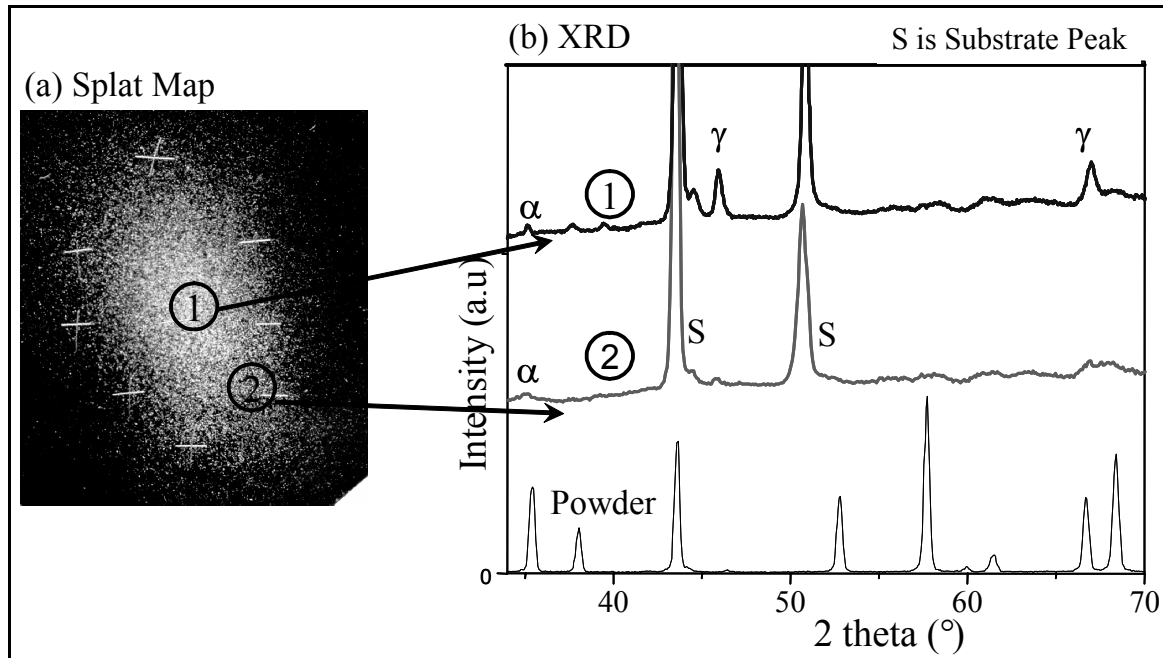 (b) XRD
S is Substrate Peak
(a) Splat Map
γ
γ
α
1
1
S
S
2
α
2
Powder
0
40
50
60
70
Intensity (a.u)
2 theta (°)